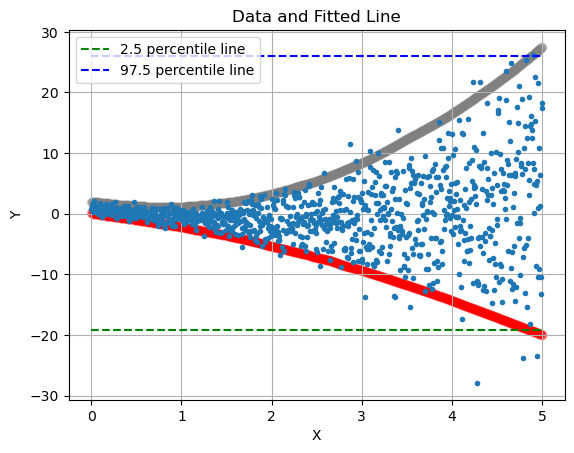 Data and Fitted Line
2.5 percentile line
97.5 percentile line
30
20
10
0
−10
−20
−30
Y
0 1 2 3 4 5
X